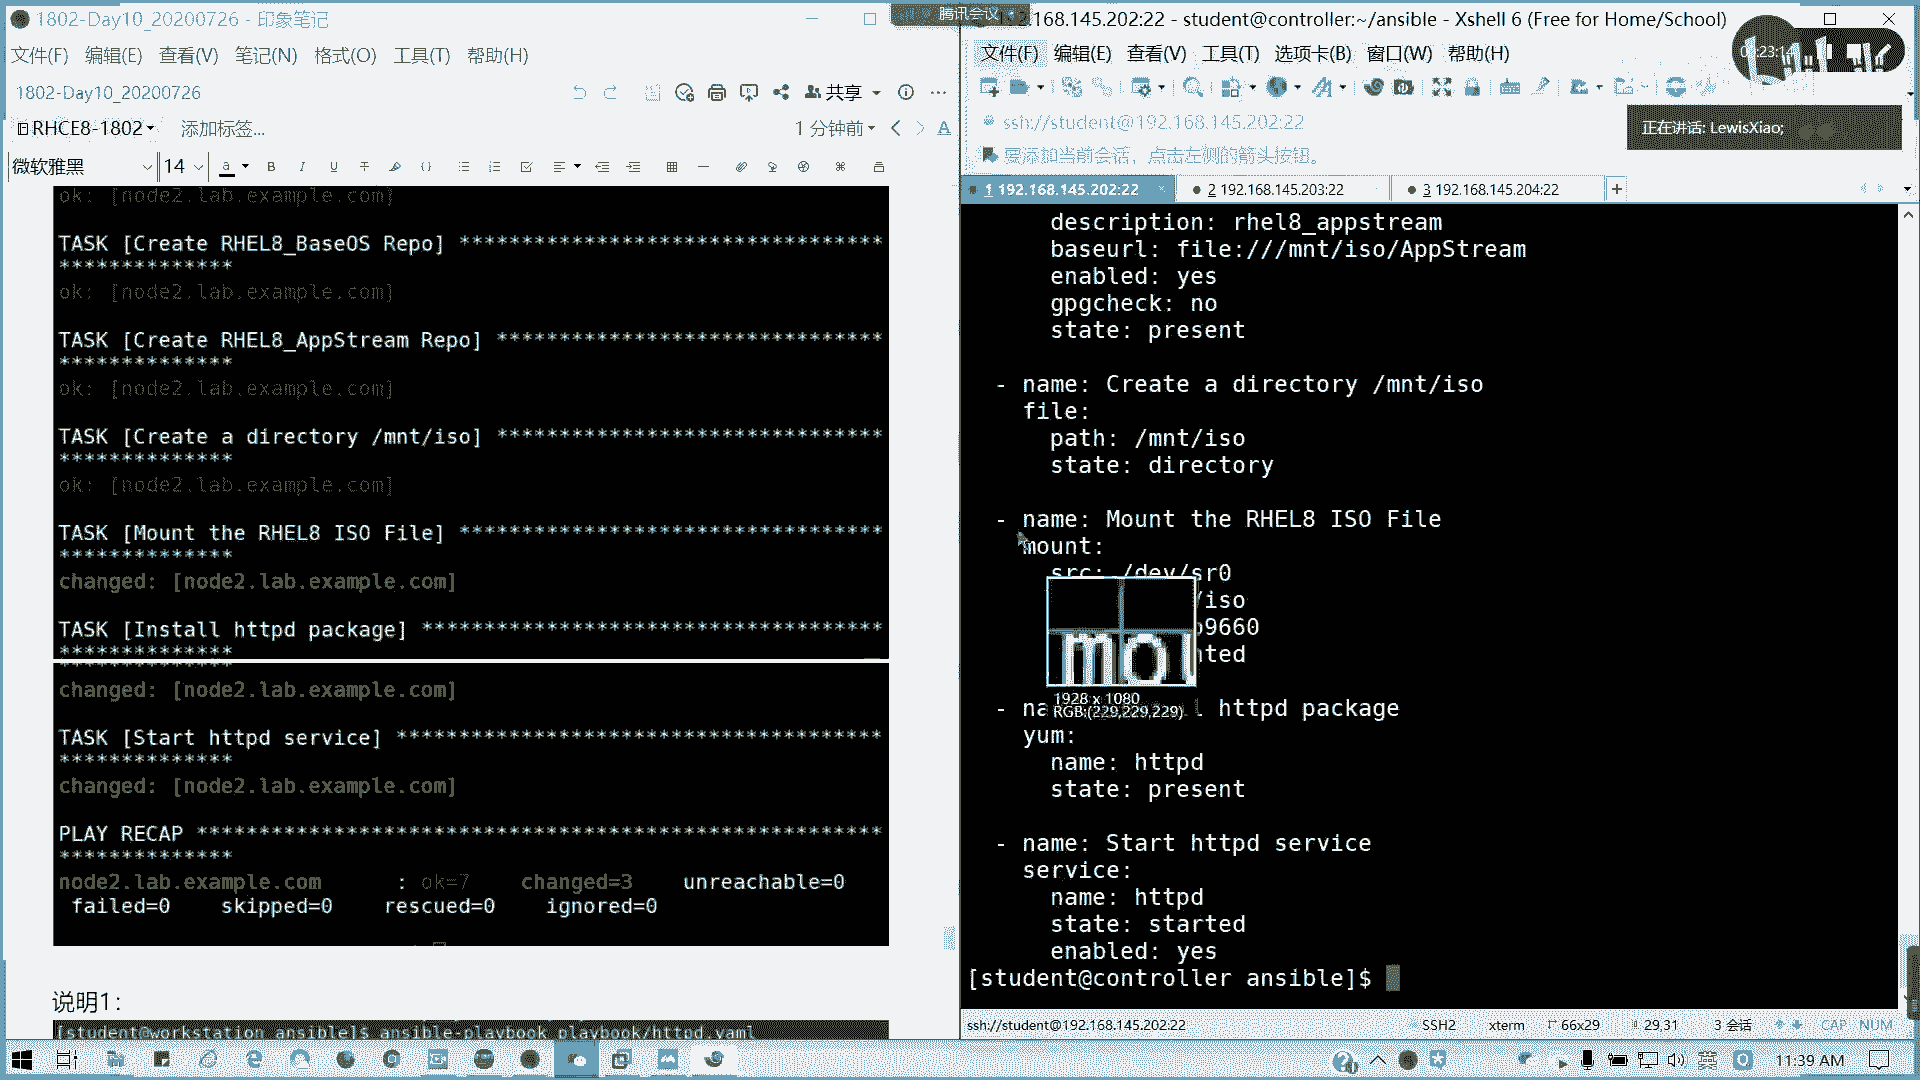 1802-Day10_20200726 - 印象笔记
文件(F) 编辑(E) 查看(V) 笔记(N) 格式(O) 工具(T) 帮助(H)
1802-Day10_20200726
共享
RHCE8-1802
添加标签...
1 分钟前
微软雅黑
14
ok: [node2.lab.example.com]
TASK [Create RHEL8_BaseOS Repo] **********************************
**************
ok: [node2.lab.example.com]
TASK [Create RHEL8_AppStream Repo] *******************************
**************
ok: [node2.lab.example.com]
TASK [Create a directory /mnt/iso] *******************************
**************
ok: [node2.lab.example.com]
TASK [Mount the RHEL8 ISO File] **********************************
**************
changed: [node2.lab.example.com]
TASK [Install httpd package] *************************************
**************
changed: [node2.lab.example.com]
TASK [Start httpd service] ***************************************
**************
changed: [node2.lab.example.com]
PLAY RECAP *******************************************************
**************
node2.lab.example.com : ok=7 changed=3 unreachable=0
failed=0 skipped=0 rescued=0 ignored=0
说明1：
[student@workstation ansible]$ ansible-playbook playbook/httpd.yaml
腾讯会议
.168.145.202:22 - student@controller:~/ansible - Xshell 6 (Free for Home/School)
文件(F) 编辑(E) 查看(V) 工具(T) 选项卡(B) 窗口(W) 帮助(H)
23:14
ssh://student@192.168.145.202:22
正在讲话: LewisXiao;
要添加当前会话，点击左侧的箭头按钮。
1 192.168.145.202:22
2 192.168.145.203:22
3 192.168.145.204:22
description: rhel8_appstream
baseurl: file:///mnt/iso/AppStream
enabled: yes
gpgcheck: no
state: present
- name: Create a directory /mnt/iso
file:
path: /mnt/iso
state: directory
- name: Mount the RHEL8 ISO File
mount:
src: /dev/sr0
/iso
9660
ted
mo
1928 x 1080
RGB:(229,229,229)
- na httpd package
yum:
name: httpd
state: present
- name: Start httpd service
service:
name: httpd
state: started
enabled: yes
[student@controller ansible]$
ssh://student@192.168.145.202:22 SSH2 xterm 66x29 29,31 3 会话 CAP NUM
英
11:39 AM